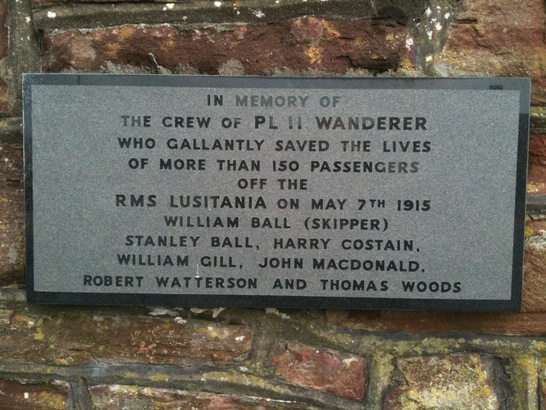 IN MEMORY OF
THE CREW OF PL 11 WANDERER
WHO GALLANTLY SAVED THE LIVES
OF MORE THAN 150 PASSENGERS
OFF THE
RMS LUSITANIA ON MAY 7TH 1915
WILLIAM BALL (SKIPPER)
STANLEY BALL, HARRY COSTAIN,
WILLIAM GILL, JOHN MACDONALD,
ROBERT WATTERSON AND THOMAS WOODS